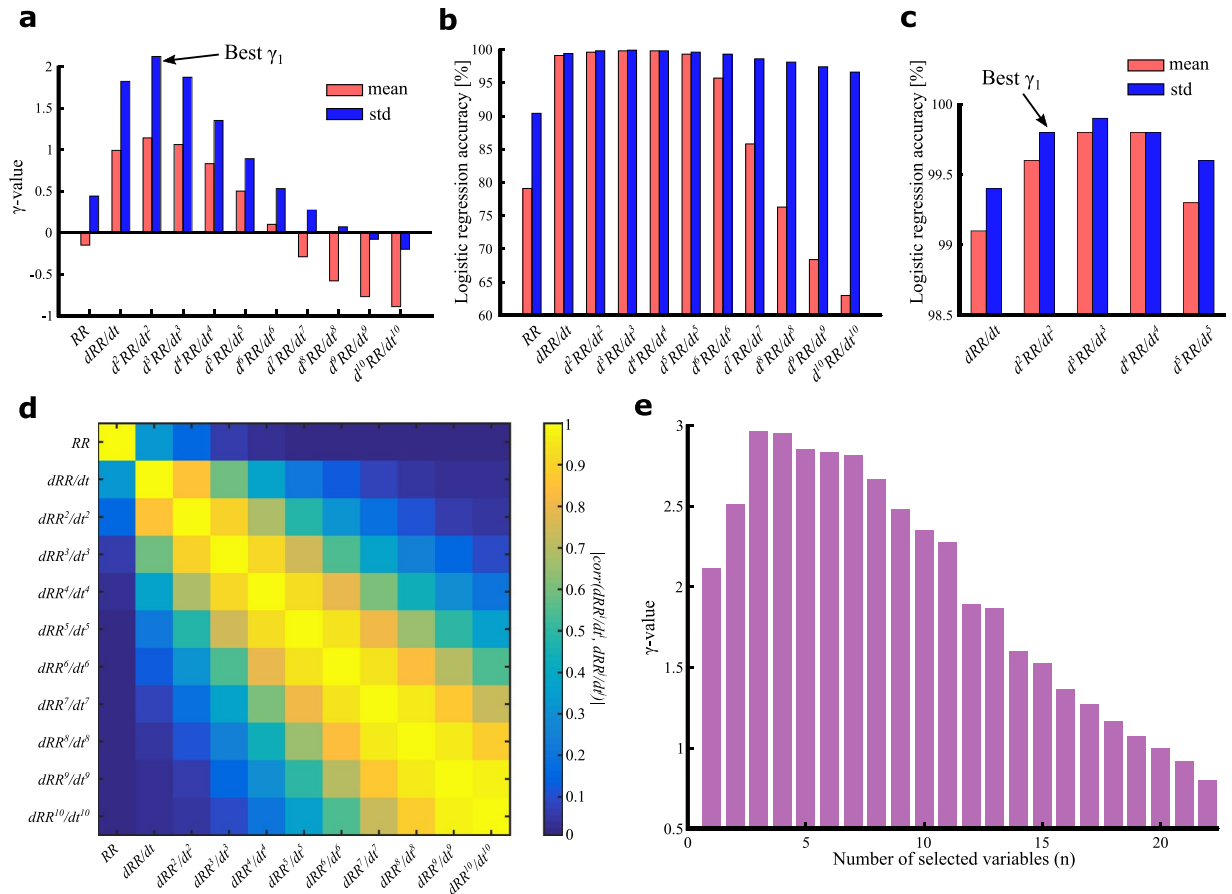 a
Best γ₁
mean
std
γ-value
2
1.5
1
0.5
0
-0.5
-1
RR
dRR/dt
d²RR/dt²
d³RR/dt³
d⁴RR/dt⁴
d⁵RR/dt⁵
d⁶RR/dt⁶
d⁷RR/dt⁷
d⁸RR/dt⁸
d⁹RR/dt⁹
d¹⁰RR/dt¹⁰
b
Logistic regression accuracy [%]
100
95
90
85
80
75
70
65
60
RR
dRR/dt
d²RR/dt²
d³RR/dt³
d⁴RR/dt⁴
d⁵RR/dt⁵
d⁶RR/dt⁶
d⁷RR/dt⁷
d⁸RR/dt⁸
d⁹RR/dt⁹
d¹⁰RR/dt¹⁰
c
mean
std
Best γ₁
Logistic regression accuracy [%]
100
99.5
99
98.5
dRR/dt
d²RR/dt²
d³RR/dt³
d⁴RR/dt⁴
d⁵RR/dt⁵
d
RR
dRR/dt
dRR²/dt²
dRR³/dt³
dRR⁴/dt⁴
dRR⁵/dt⁵
dRR⁶/dt⁶
dRR⁷/dt⁷
dRR⁸/dt⁸
dRR⁹/dt⁹
dRR¹⁰/dt¹⁰
RR
dRR/dt
dRR²/dt²
dRR³/dt³
dRR⁴/dt⁴
dRR⁵/dt⁵
dRR⁶/dt⁶
dRR⁷/dt⁷
dRR⁸/dt⁸
dRR⁹/dt⁹
dRR¹⁰/dt¹⁰
1
0.9
0.8
0.7
0.6
0.5
0.4
0.3
0.2
0.1
0
e
γ-value
3
2.5
2
1.5
1
0.5
0
5
10
15
20
Number of selected variables (n)